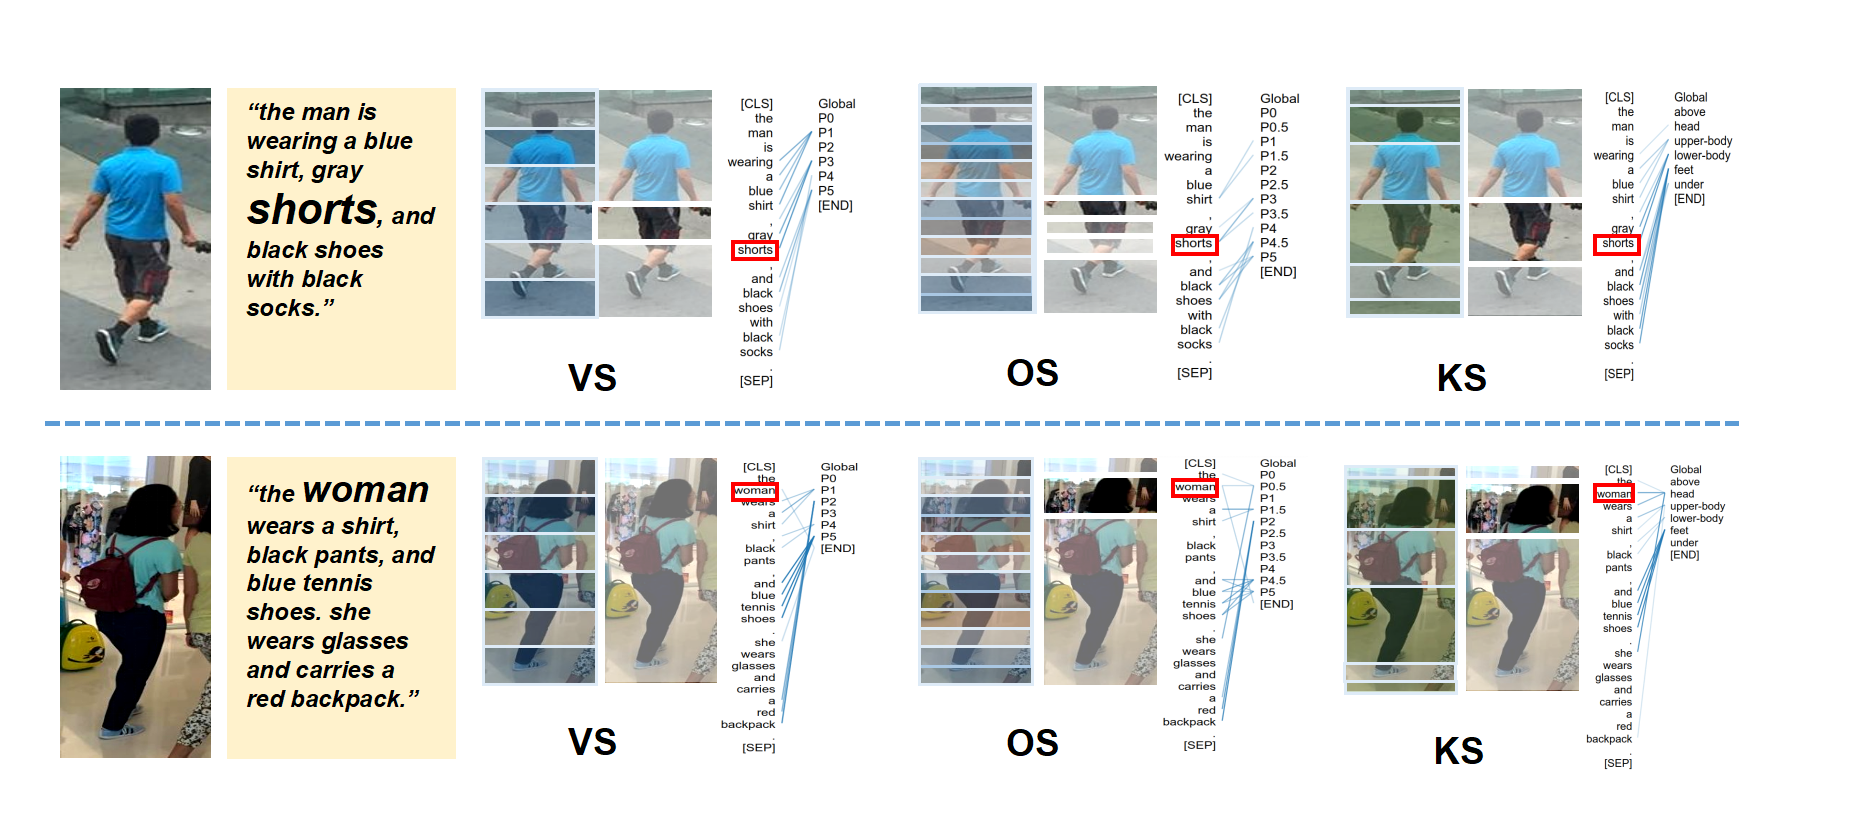 “the man is
wearing a blue
shirt, gray
shorts, and
black shoes
with black
socks.”
[CLS]
the
man
is
wearing
a
blue
shirt
,
gray
shorts
,
and
black
shoes
with
black
socks
.
[SEP]
Global
P0
P1
P2
P3
P4
P5
[END]
VS
[CLS]
the
man
is
wearing
a
blue
shirt
,
gray
shorts
,
and
black
shoes
with
black
socks
.
[SEP]
Global
P0
P0.5
P1
P1.5
P2
P2.5
P3
P3.5
P4
P4.5
P5
[END]
OS
[CLS]
the
man
is
wearing
a
blue
shirt
,
gray
shorts
,
and
black
shoes
with
black
socks
.
[SEP]
Global
above
head
upper-body
lower-body
feet
under
[END]
KS
“the woman
wears a shirt,
black pants, and
blue tennis
shoes. she
wears glasses
and carries a
red backpack.”
[CLS]
the
woman
wears
a
shirt
,
black
pants
,
and
blue
tennis
shoes
.
she
wears
glasses
and
carries
a
red
backpack
.
[SEP]
Global
P0
P1
P2
P3
P4
P5
[END]
VS
[CLS]
the
woman
wears
a
shirt
,
black
pants
,
and
blue
tennis
shoes
.
she
wears
glasses
and
carries
a
red
backpack
.
[SEP]
Global
P0
P0.5
P1
P1.5
P2
P2.5
P3
P3.5
P4
P4.5
P5
[END]
OS
[CLS]
the
woman
wears
a
shirt
,
black
pants
,
and
blue
tennis
shoes
.
she
wears
glasses
and
carries
a
red
backpack
.
[SEP]
Global
above
head
upper-body
lower-body
feet
under
[END]
KS